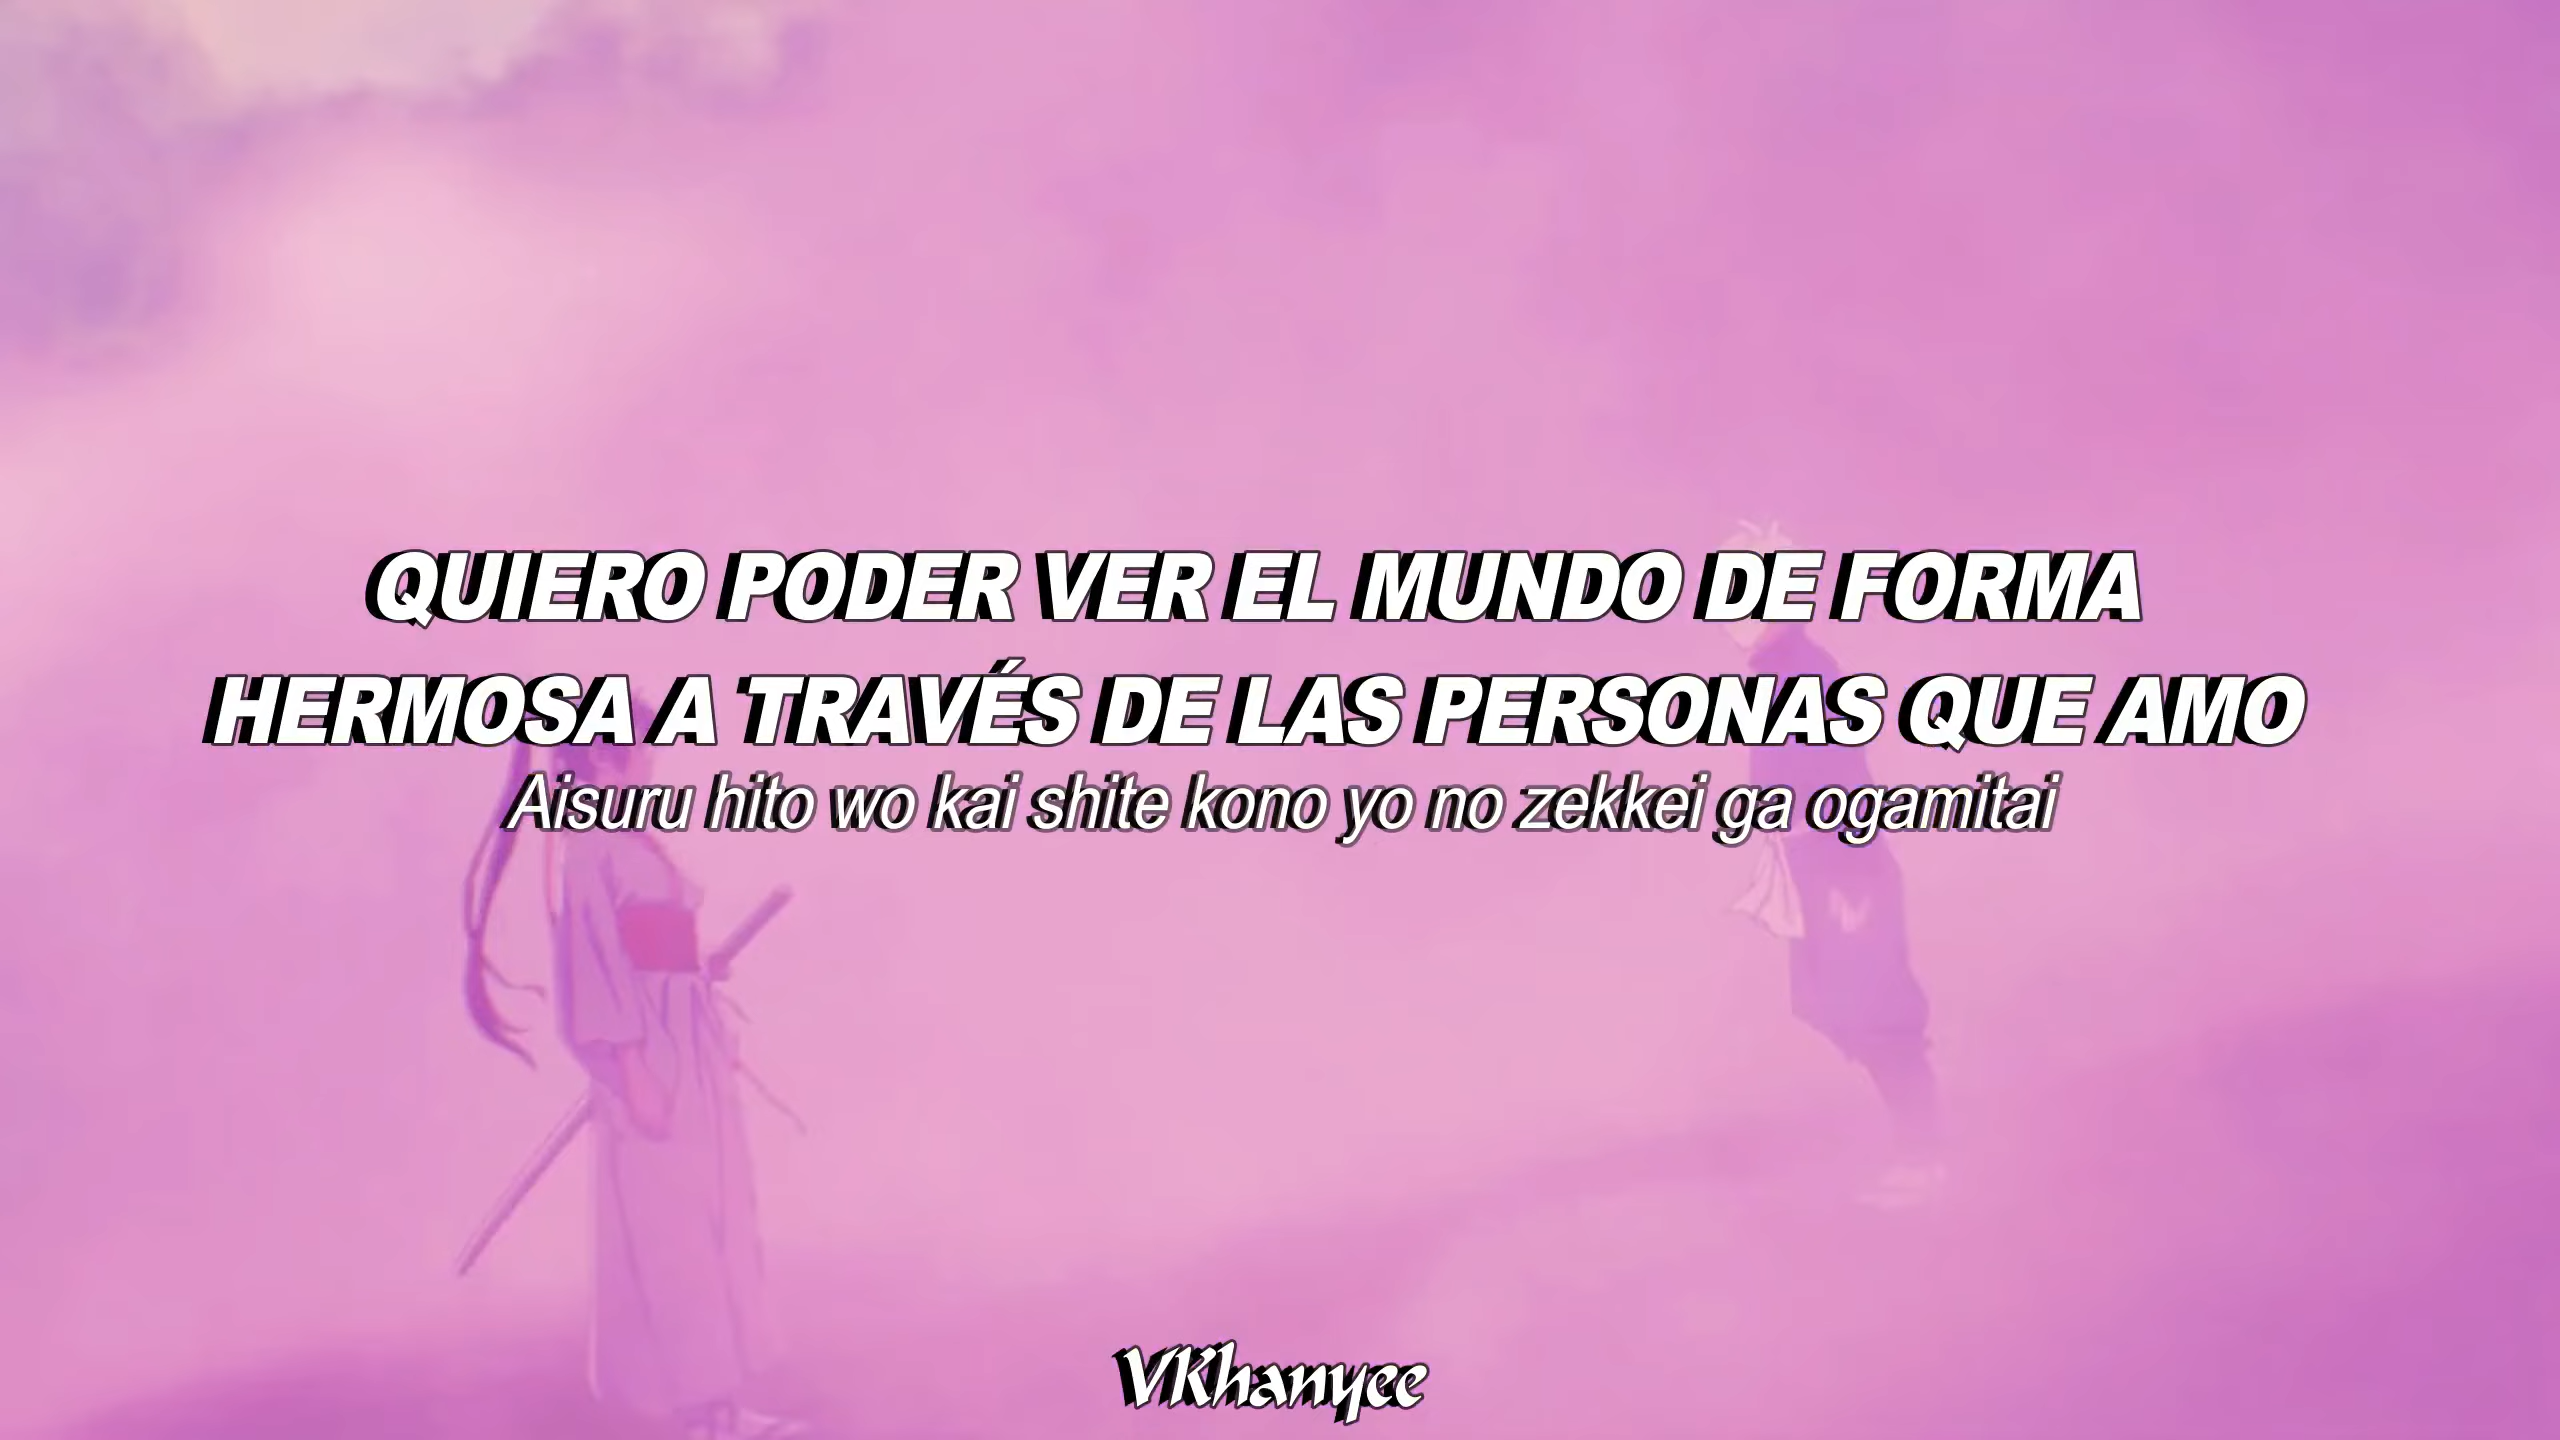 QUIERO PODER VER EL MUNDO DE FORMA
HERMOSA A TRAVÉS DE LAS PERSONAS QUE AMO
Aisuru hito wo kai shite kono yo no zekkei ga ogamitai
VKhanyee